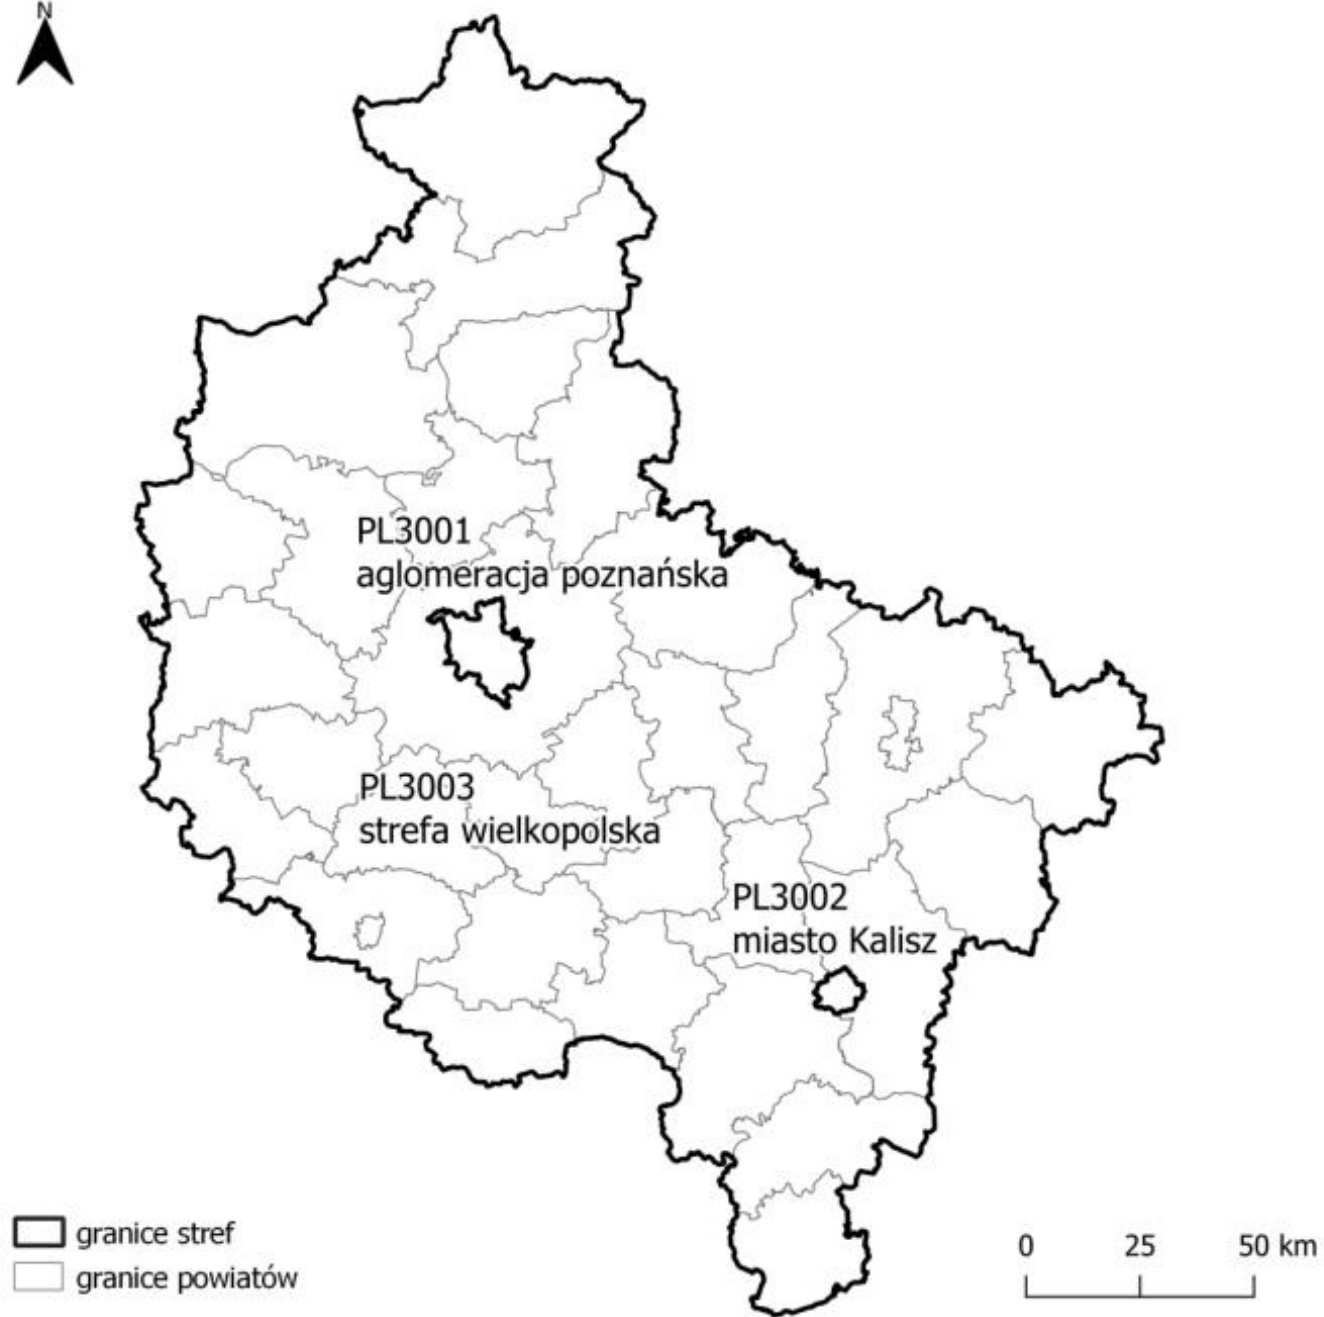 N
PL3001
aglomeracja poznańska
PL3003
strefa wielkopolska
PL3002
miasto Kalisz
granice stref
granice powiatów
0 25 50 km